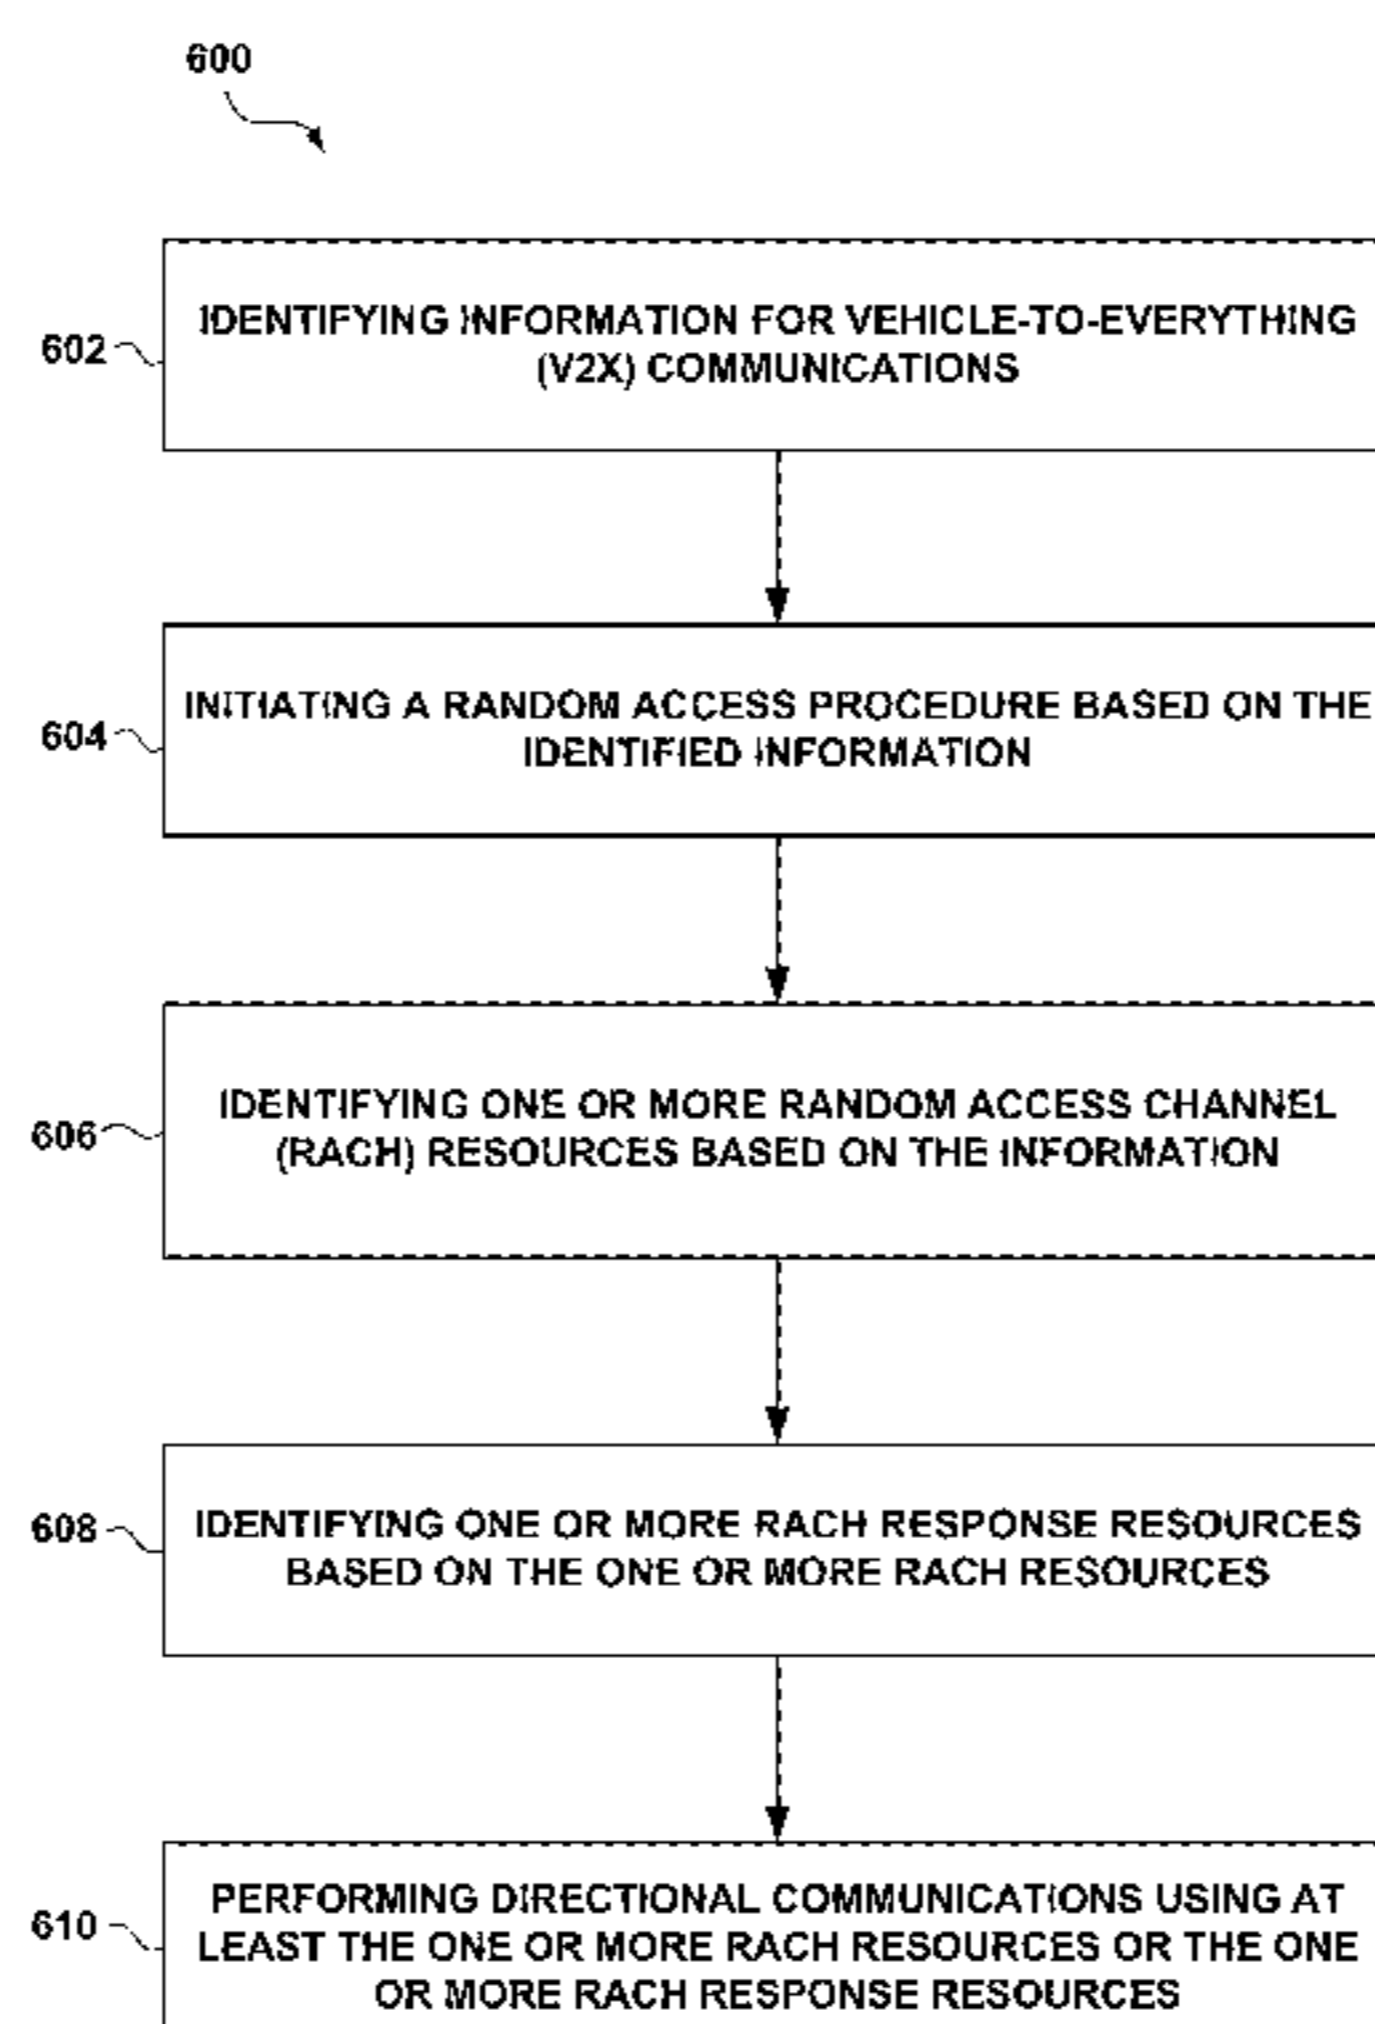 600
602
IDENTIFYING INFORMATION FOR VEHICLE-TO-EVERYTHING
(V2X) COMMUNICATIONS
604
INITIATING A RANDOM ACCESS PROCEDURE BASED ON THE
IDENTIFIED INFORMATION
606
IDENTIFYING ONE OR MORE RANDOM ACCESS CHANNEL
(RACH) RESOURCES BASED ON THE INFORMATION
608
IDENTIFYING ONE OR MORE RACH RESPONSE RESOURCES
BASED ON THE ONE OR MORE RACH RESOURCES
610
PERFORMING DIRECTIONAL COMMUNICATIONS USING AT
LEAST THE ONE OR MORE RACH RESOURCES OR THE ONE
OR MORE RACH RESPONSE RESOURCES